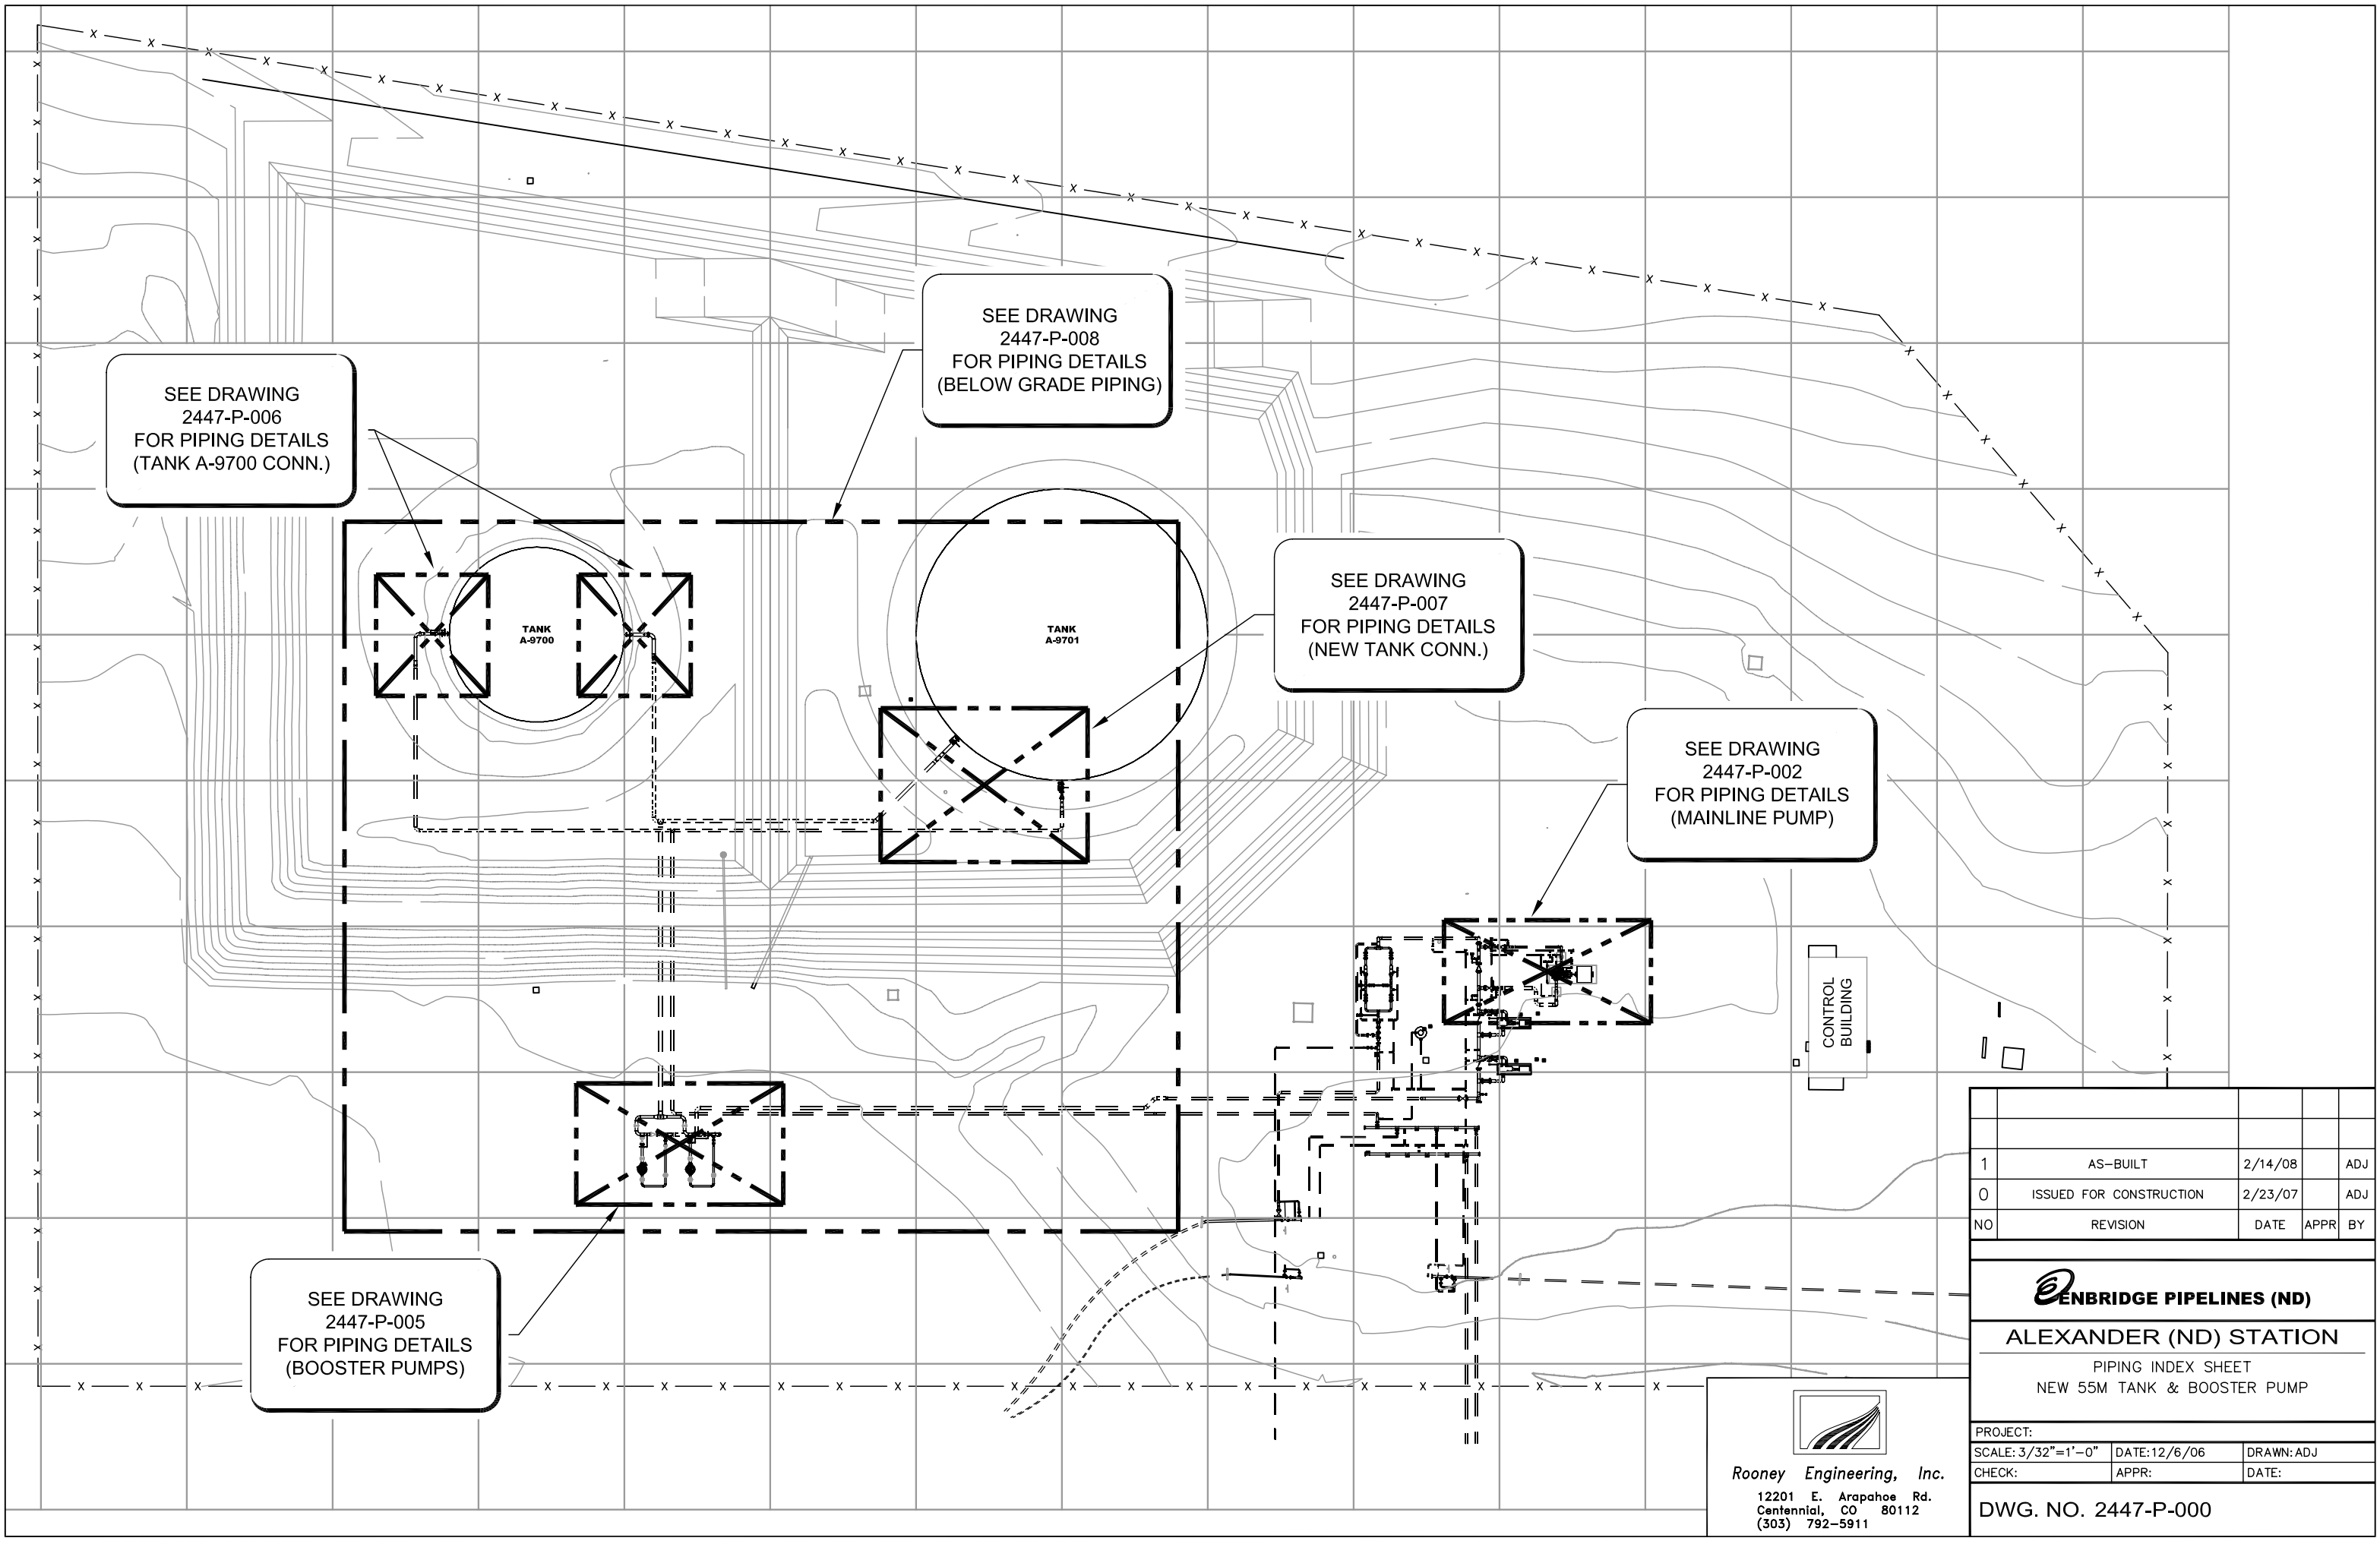 SEE DRAWING
2447-P-008
FOR PIPING DETAILS
(BELOW GRADE PIPING)
SEE DRAWING
2447-P-006
FOR PIPING DETAILS
(TANK A-9700 CONN.)
SEE DRAWING
2447-P-007
FOR PIPING DETAILS
(NEW TANK CONN.)
TANK
A-9700
TANK
A-9701
SEE DRAWING
2447-P-002
FOR PIPING DETAILS
(MAINLINE PUMP)
CONTROL
BUILDING
SEE DRAWING
2447-P-005
FOR PIPING DETAILS
(BOOSTER PUMPS)
1 AS-BUILT 2/14/08 ADJ
0 ISSUED FOR CONSTRUCTION 2/23/07 ADJ
NO REVISION DATE APPR BY
ENBRIDGE PIPELINES (ND)
ALEXANDER (ND) STATION
PIPING INDEX SHEET
NEW 55M TANK & BOOSTER PUMP
PROJECT:
SCALE: 3/32"=1'-0" DATE: 12/6/06 DRAWN: ADJ
CHECK: APPR: DATE:
DWG. NO. 2447-P-000
Rooney Engineering, Inc.
12201 E. Arapahoe Rd.
Centennial, CO 80112
(303) 792-5911